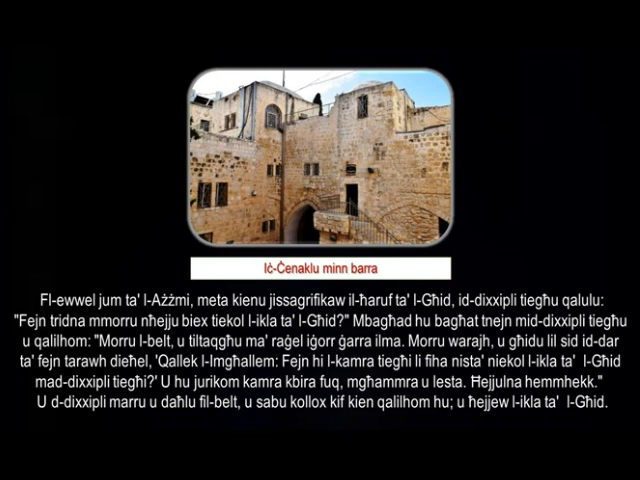 Iċ-Ċenaklu minn barra
Fl-ewwel jum ta' l-Ażżmi, meta kienu jissagrifikaw il-ħaruf ta' l-Għid, id-dixxipli tiegħu qalulu:
"Fejn tridna mmorru nħejju biex tiekol l-ikla ta' l-Għid?" Mbagħad hu bagħat tnejn mid-dixxipli tiegħu
u qalilhom: "Morru l-belt, u tiltaqgħu ma' raġel iġorr ġarra ilma. Morru warajh, u għidu lil sid id-dar
ta' fejn tarawh dieħel, 'Qallek l-Imgħallem: Fejn hi l-kamra tiegħi li fiha nista' niekol l-ikla ta' l-Għid
mad-dixxipli tiegħi?' U hu jurikom kamra kbira fuq, mgħammra u lesta. Ħejjulna hemmhekk."
U d-dixxipli marru u daħlu fil-belt, u sabu kollox kif kien qalilhom hu; u ħejjew l-ikla ta' l-Għid.